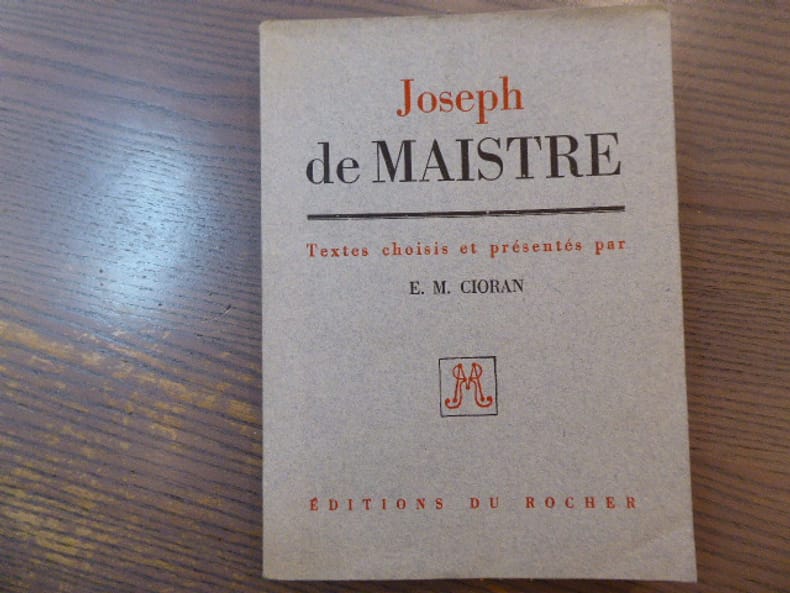 Joseph
de MAISTRE
Textes choisis et présentés par
E. M. CIORAN
ÉDITIONS DU ROCHER